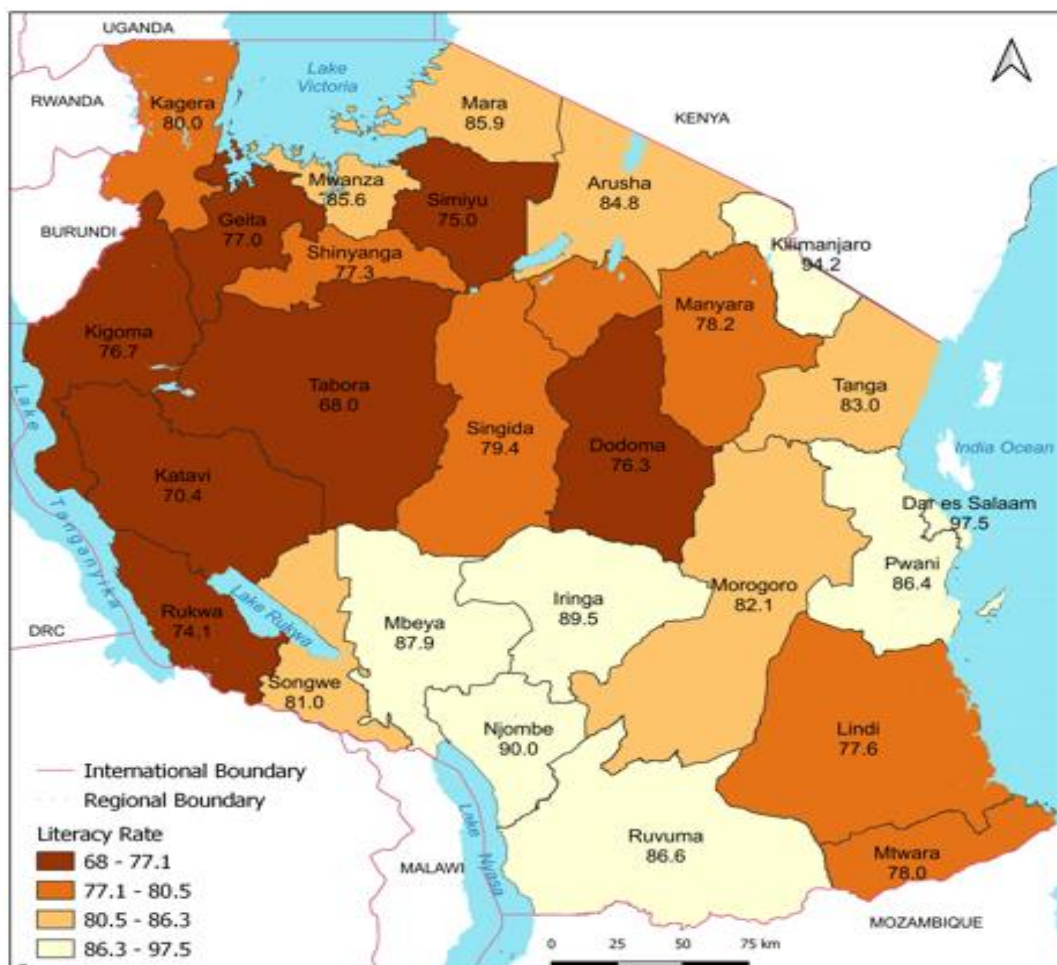 UGANDA
Lake
Victoria
RWANDA
Kagera
80.0
Mara
85.9
KENYA
Mwanza
85.6
Simiyu
75.0
Arusha
84.8
BURUNDI
Geita
77.0
Shinyanga
77.3
Kilimanjaro
94.2
Kigoma
76.7
Manyara
78.2
Tabora
68.0
Tanga
83.0
Singida
79.4
Dodoma
76.3
India Ocean
Katavi
70.4
Lake Tanganyika
Dar es Salaam
97.5
Pwani
86.4
Rukwa
74.1
Lake Rukwa
Mbeya
87.9
Iringa
89.5
Morogoro
82.1
DRC
Songwe
81.0
Njombe
90.0
Lindi
77.6
International Boundary
Regional Boundary
Literacy Rate
68 - 77.1
77.1 - 80.5
80.5 - 86.3
86.3 - 97.5
MALAWI
Lake Nyasa
Ruvuma
86.6
Mtwara
78.0
MOZAMBIQUE
0 25 50 75 km